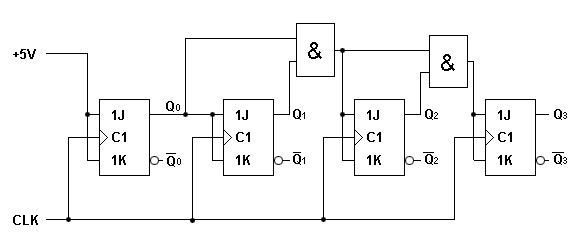 &
&
+5V
Q0 Q1 Q2 Q3
1J 1J 1J 1J
C1 C1 C1 C1
1K 1K 1K 1K
Q̅0 Q̅1 Q̅2 Q̅3
CLK